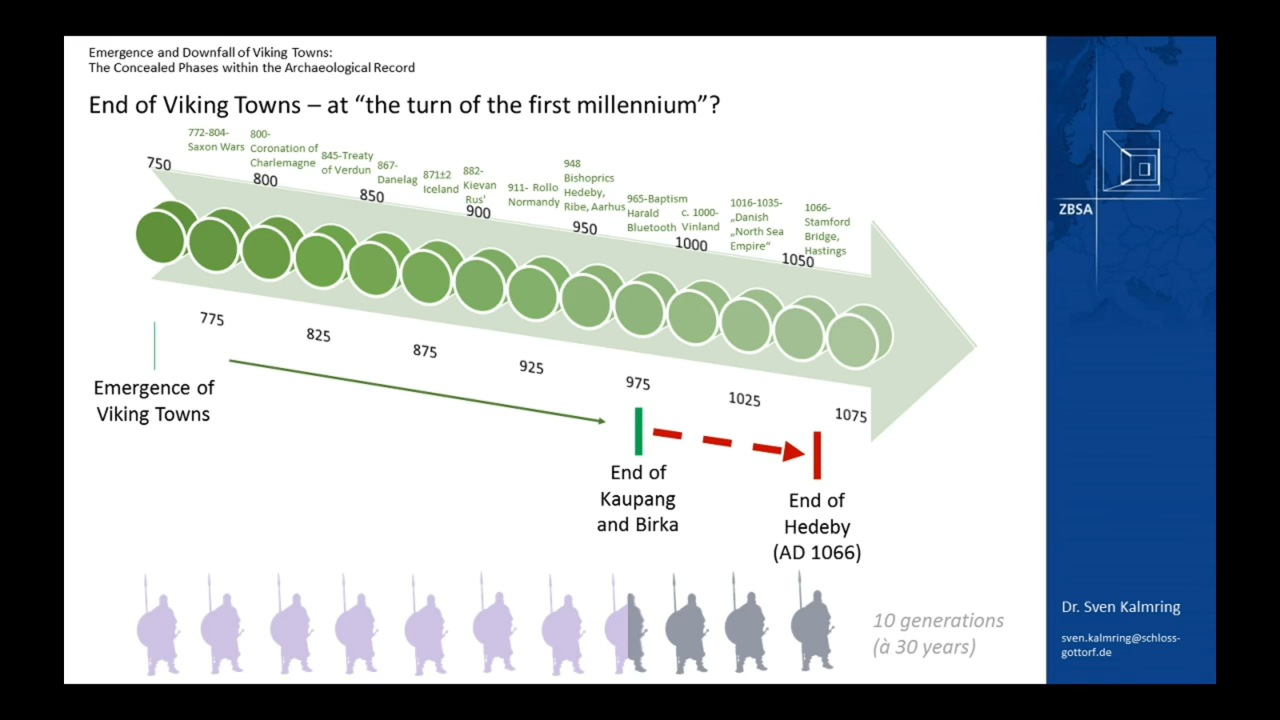 Emergence and Downfall of Viking Towns:
The Concealed Phases within the Archaeological Record
End of Viking Towns – at “the turn of the first millennium”?
772-804-
Saxon Wars
800-
Coronation of
Charlemagne
845-Treaty
of Verdun
867-
Danelag
871±2
Iceland
882-
Kievan
Rus'
911- Rollo
Normandy
948
Bishoprics
Hedeby,
Ribe, Aarhus
965-Baptism
Harald
Bluetooth
c. 1000-
Vinland
1016-1035-
„Danish
„North Sea
Empire“
1066-
Stamford
Bridge,
Hastings
750
800
850
900
950
1000
1050
775
825
875
925
975
1025
1075
Emergence of
Viking Towns
End of
Kaupang
and Birka
End of
Hedeby
(AD 1066)
10 generations
(à 30 years)
ZBSA
Dr. Sven Kalmring
sven.kalmring@schloss-
gottorf.de